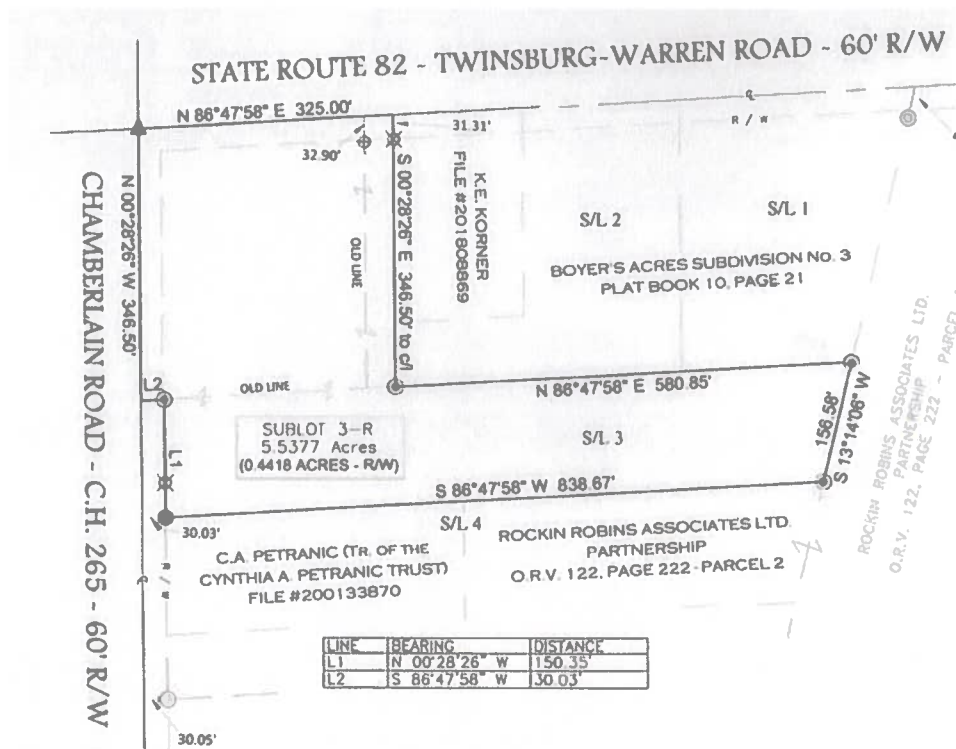 STATE ROUTE 82 - TWINSBURG-WARREN ROAD - 60' R/W
N 86°47'58" E 325.00'
R / W
31.31'
32.90'
CHAMBERLAIN ROAD - C.H. 265 - 60' R/W
N 00°28'26" W 346.50'
S 00°28'26" E 346.50' to c/l
OLD LINE
K.E. KORNER
FILE #201808869
S/L 2
S/L 1
BOYER'S ACRES SUBDIVISION No. 3
PLAT BOOK 10, PAGE 21
L2
OLD LINE
N 86°47'58" E 580.85'
156.58'
S 13°14'06" W
ROCKIN ROBINS ASSOCIATES LTD.
PARTNERSHIP
O.R.V. 122, PAGE 222 - PARCEL
L1
SUBLOT 3-R
5.5377 Acres
(0.4418 ACRES - R/W)
S/L 3
S 86°47'58" W 838.67'
30.03'
S/L 4
C.A. PETRANIC (TR. OF THE
CYNTHIA A. PETRANIC TRUST)
FILE #200133870
ROCKIN ROBINS ASSOCIATES LTD.
PARTNERSHIP
O.R.V. 122, PAGE 222 - PARCEL 2
R / W
LINE BEARING DISTANCE
L1 N 00°28'26" W 150.35'
L2 S 86°47'58" W 30.03'
30.05'